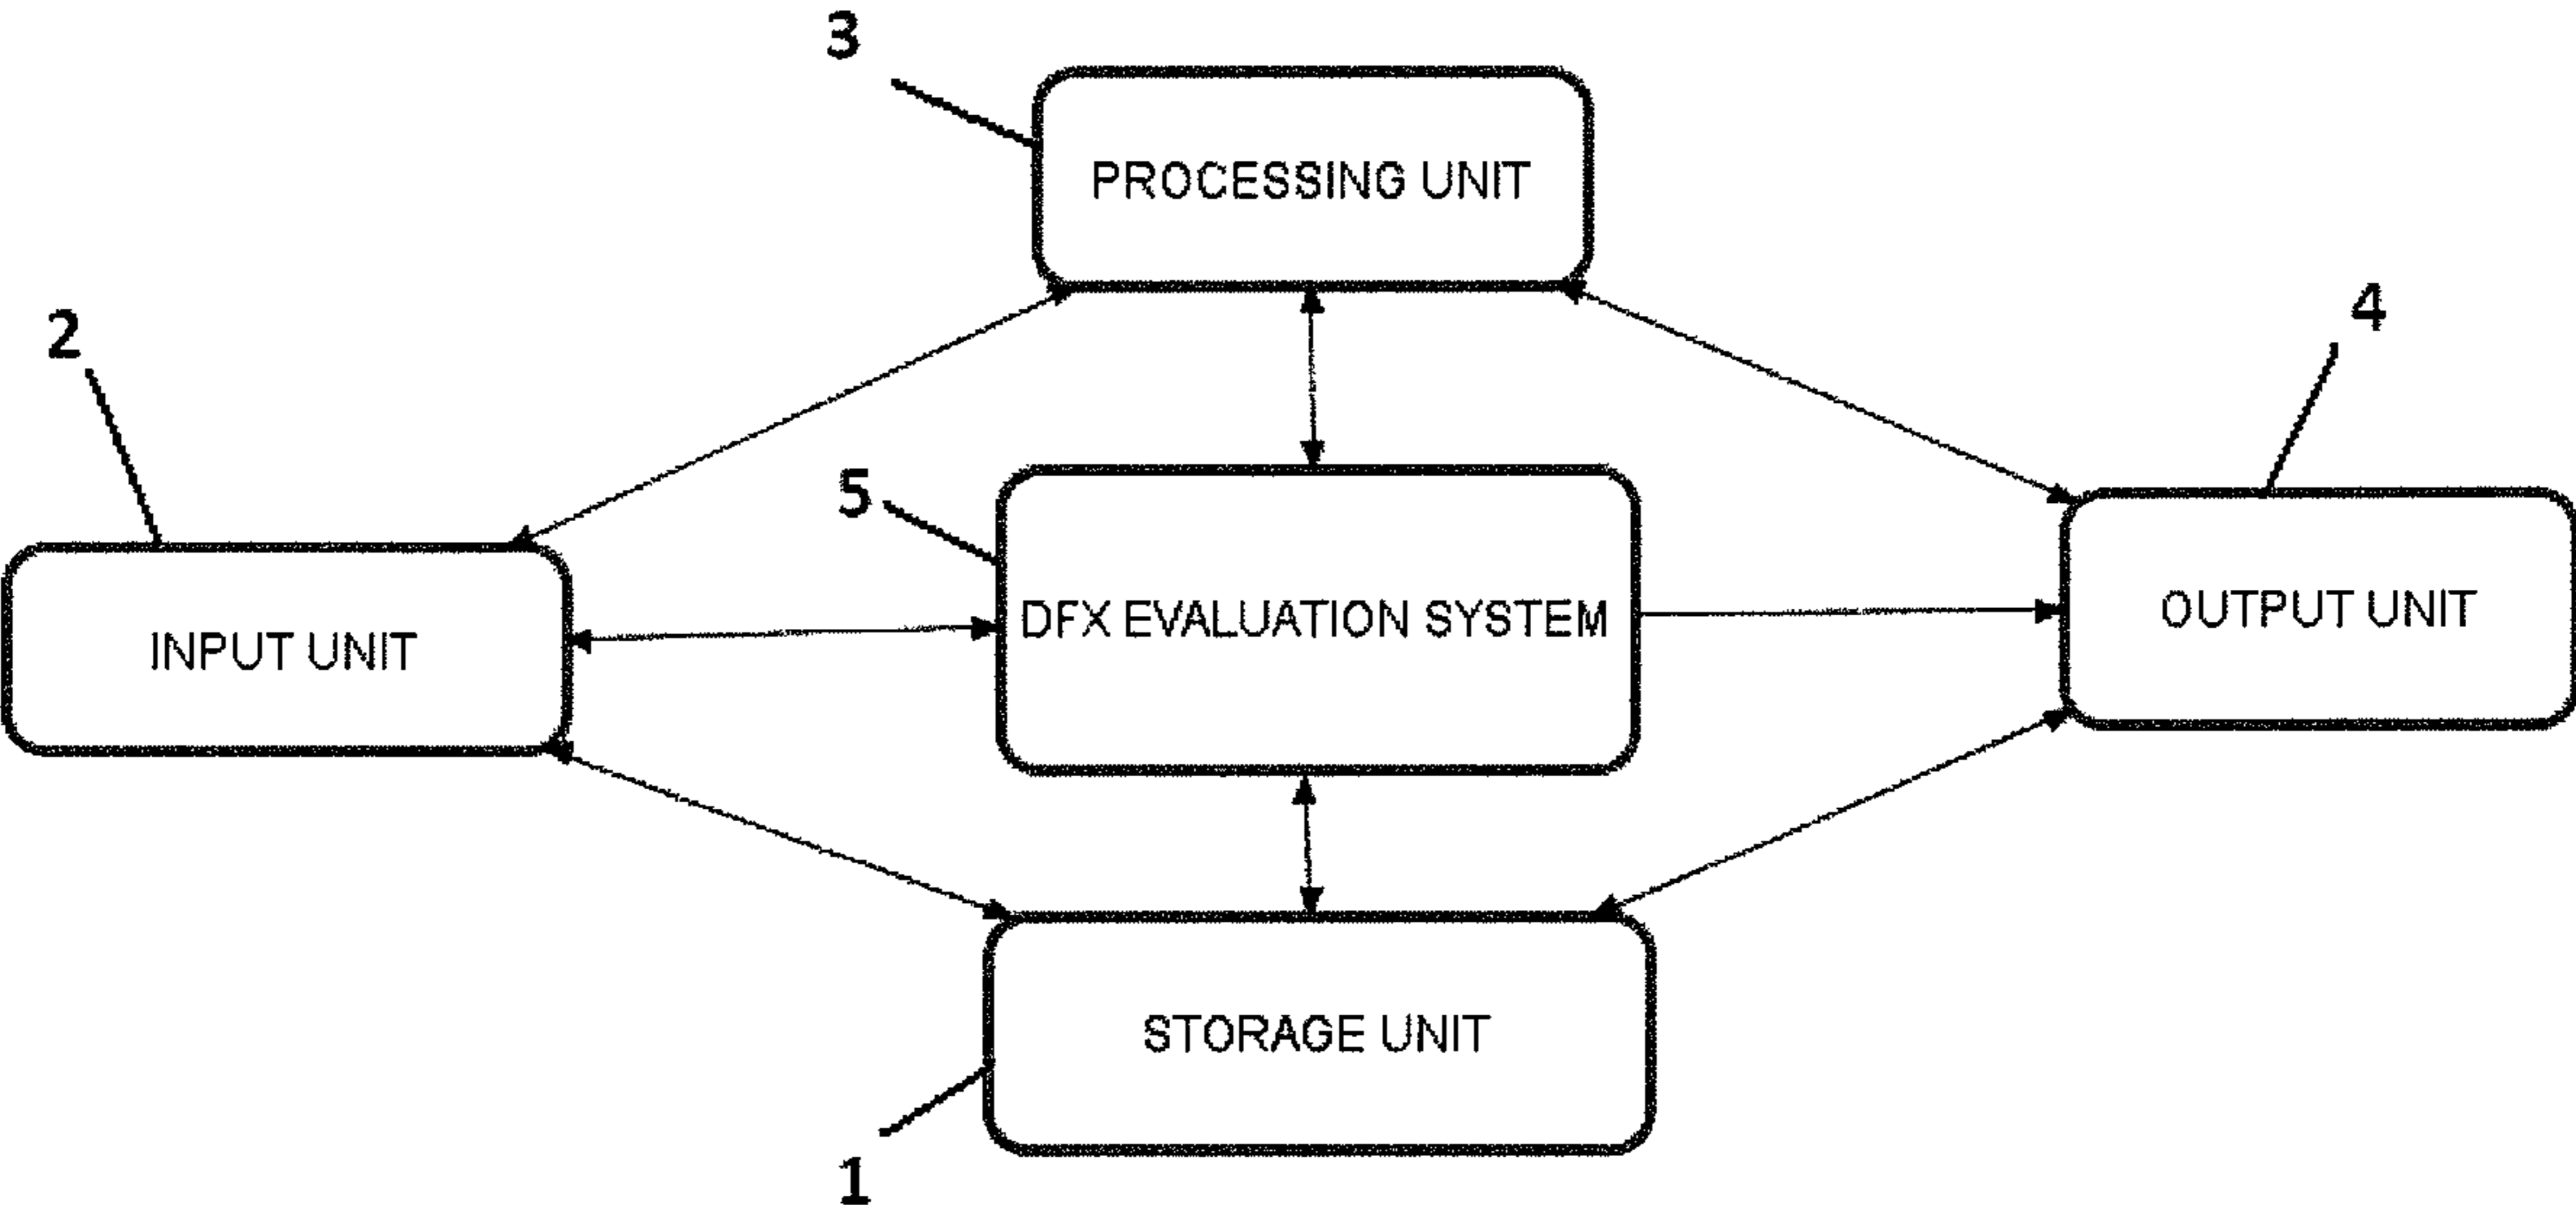 3
PROCESSING UNIT
2
4
5
INPUT UNIT
DFX EVALUATION SYSTEM
OUTPUT UNIT
STORAGE UNIT
1